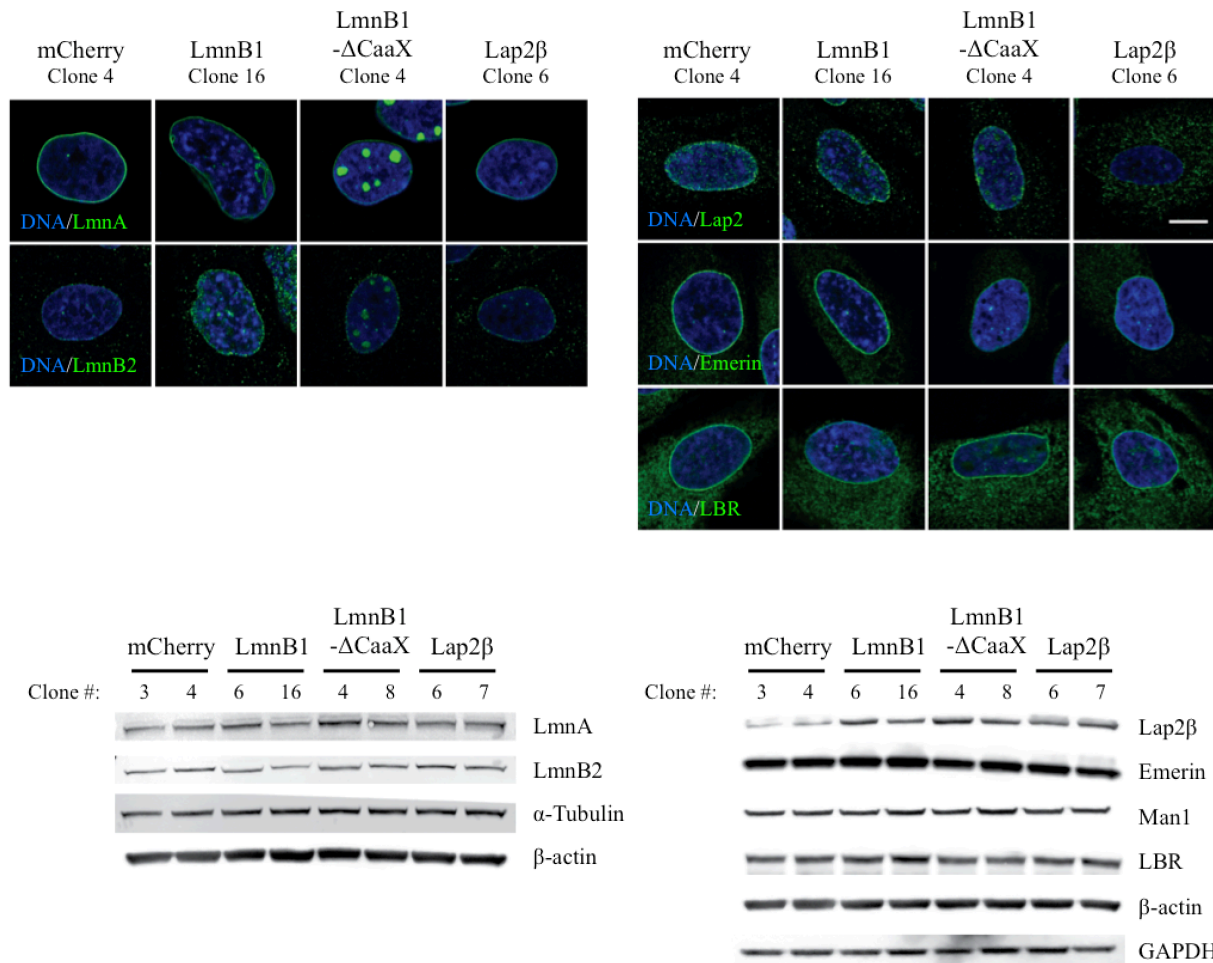 mCherry
Clone 4
LmnB1
Clone 16
LmnB1
-ΔCaaX
Clone 4
Lap2β
Clone 6
DNA/LmnA
DNA/LmnB2
mCherry
Clone 4
LmnB1
Clone 16
LmnB1
-ΔCaaX
Clone 4
Lap2β
Clone 6
DNA/Lap2
DNA/Emerin
DNA/LBR
mCherry
LmnB1
LmnB1
-ΔCaaX
Lap2β
Clone #: 3 4 6 16 4 8 6 7
LmnA
LmnB2
α-Tubulin
β-actin
mCherry
LmnB1
LmnB1
-ΔCaaX
Lap2β
Clone #: 3 4 6 16 4 8 6 7
Lap2β
Emerin
Man1
LBR
β-actin
GAPDH